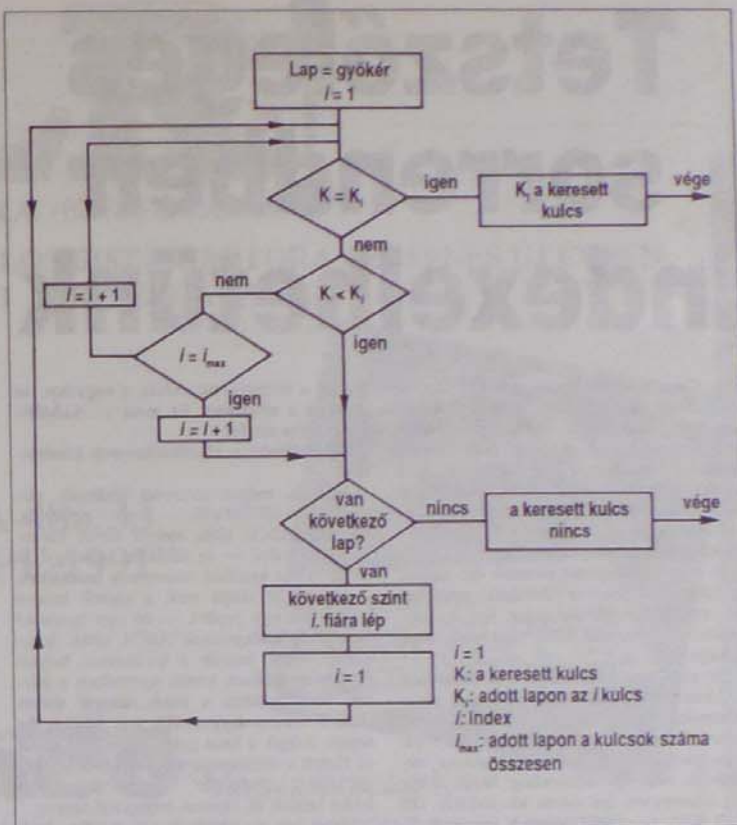 Lap = gyökér
i = 1
K = Ki
igen
Ki a keresett
kulcs
vége
nem
K < Ki
nem
igen
i = i + 1
i = imax
igen
i = i + 1
van
következő
lap?
nincs
a keresett kulcs
nincs
vége
van
következő szint
i. fiára lép
i = 1
i = 1
K: a keresett kulcs
Ki: adott lapon az i kulcs
i: index
imax: adott lapon a kulcsok száma
összesen